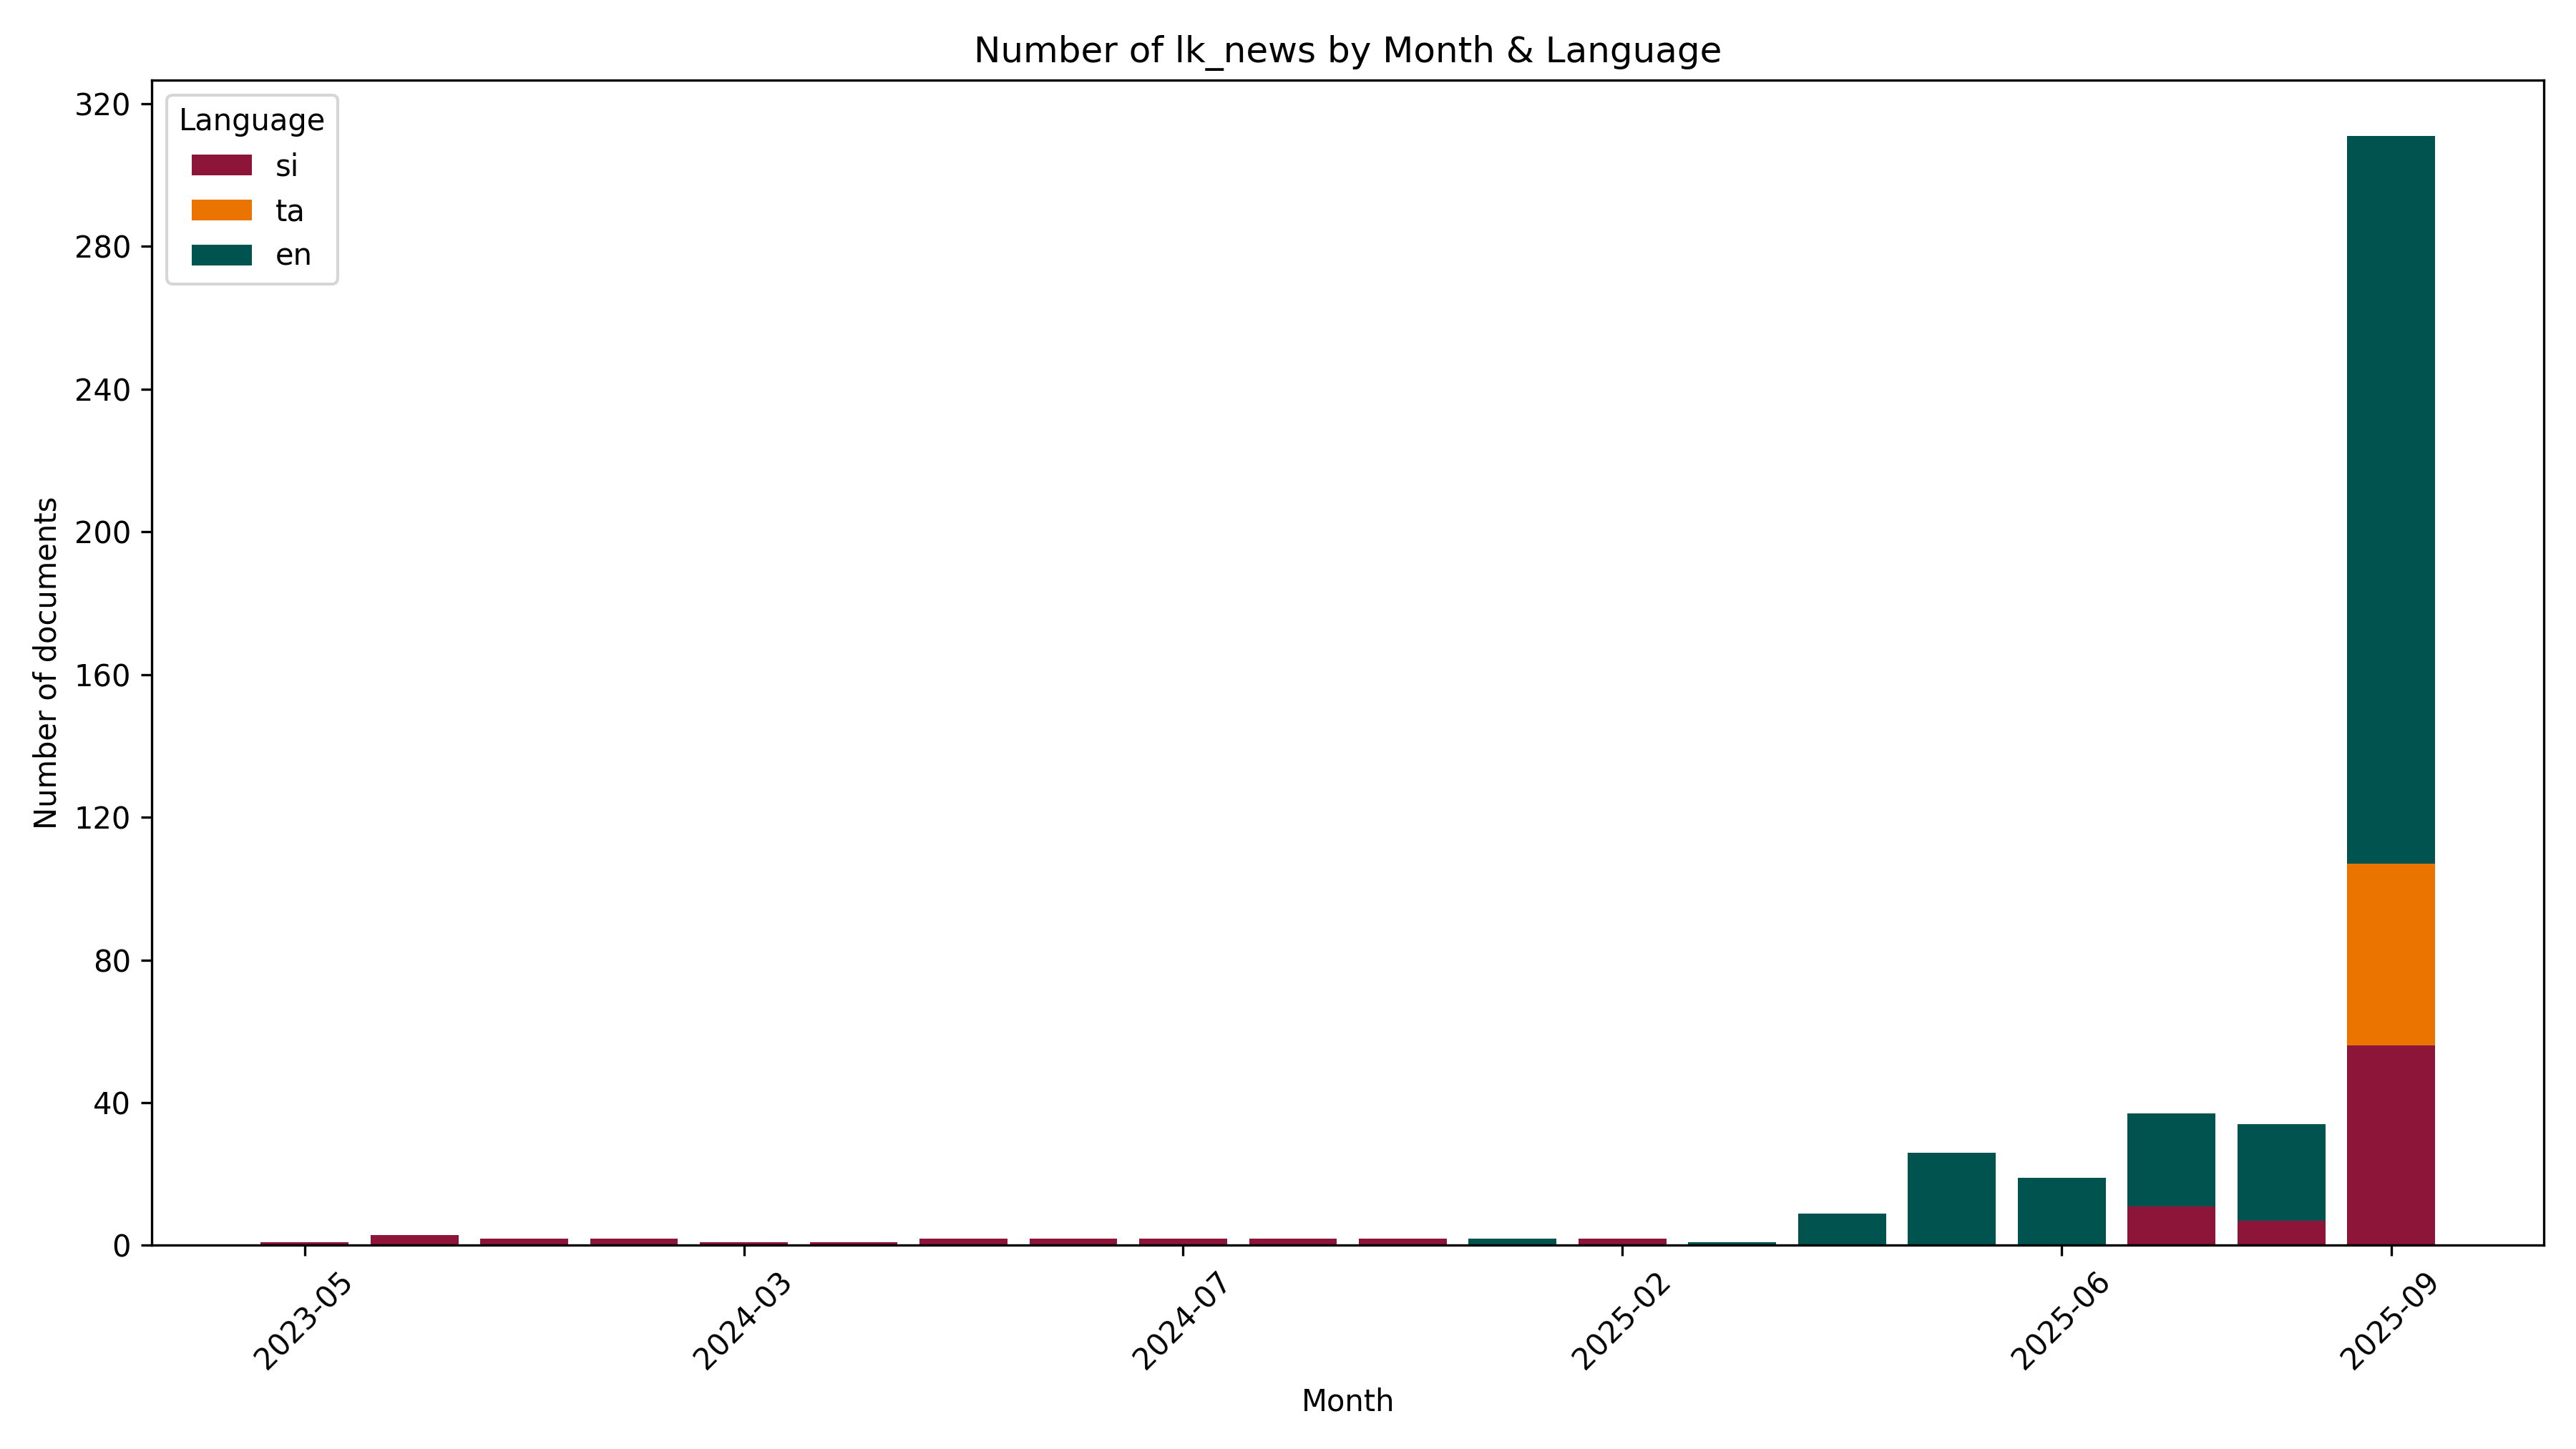 Number of lk_news by Month & Language
Language
si
ta
en
Number of documents
320
280
240
200
160
120
80
40
0
2023-05
2024-03
2024-07
2025-02
2025-06
2025-09
Month